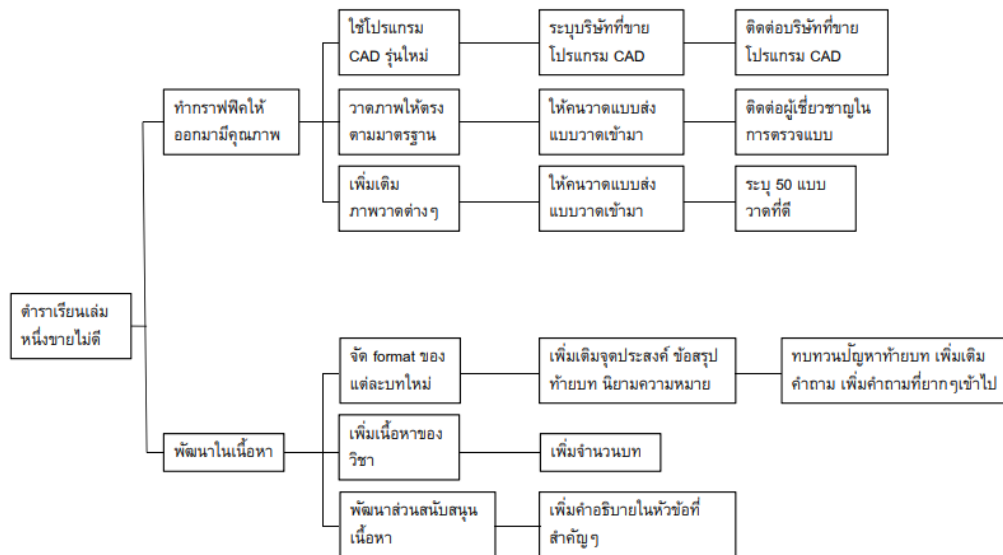 ใช้โปรแกรม
CAD รุ่นใหม่
ระบุบริษัทที่ขาย
โปรแกรม CAD
ติดต่อบริษัทที่ขาย
โปรแกรม CAD
ทำกราฟฟิคให้
ออกมามีคุณภาพ
วาดภาพให้ตรง
ตามมาตรฐาน
ให้คนวาดแบบส่ง
แบบวาดเข้ามา
ติดต่อผู้เชี่ยวชาญใน
การตรวจแบบ
เพิ่มเติม
ภาพวาดต่างๆ
ให้คนวาดแบบส่ง
แบบวาดเข้ามา
ระบุ 50 แบบ
วาดที่ดี
ตำราเรียนเล่ม
หนึ่งขายไม่ดี
จัด format ของ
แต่ละบทใหม่
เพิ่มเติมจุดประสงค์ ข้อสรุป
ท้ายบท นิยามความหมาย
ทบทวนปัญหาท้ายบท เพิ่มเติม
คำถาม เพิ่มคำถามที่ยากๆเข้าไป
พัฒนาในเนื้อหา
เพิ่มเนื้อหาของ
วิชา
เพิ่มจำนวนบท
พัฒนาส่วนสนับสนุน
เนื้อหา
เพิ่มคำอธิบายในหัวข้อที่
สำคัญๆ